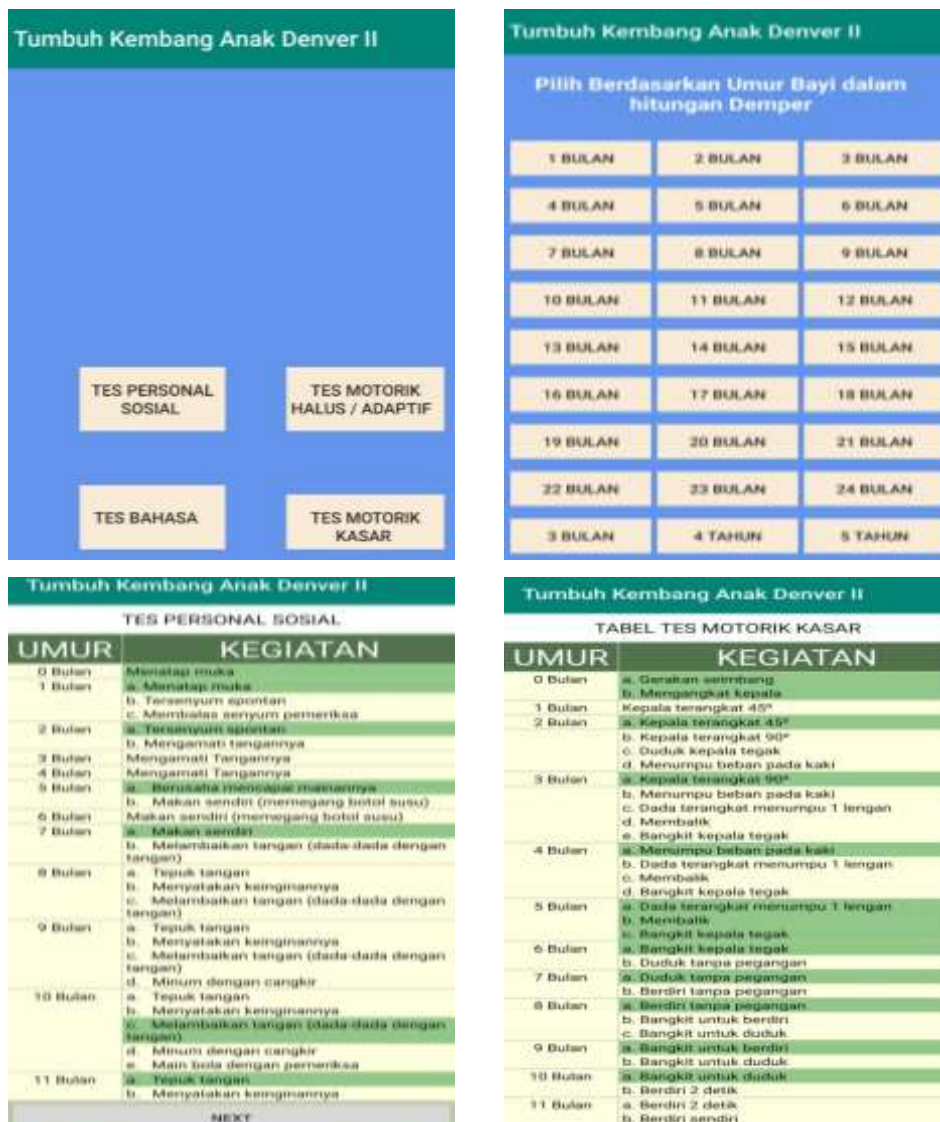 Tumbuh Kembang Anak Denver II
TES PERSONAL
SOSIAL
TES MOTORIK
HALUS / ADAPTIF
TES BAHASA
TES MOTORIK
KASAR
Tumbuh Kembang Anak Denver II
Pilih Berdasarkan Umur Bayi dalam
hitungan Demper
1 BULAN 2 BULAN 3 BULAN
4 BULAN 5 BULAN 6 BULAN
7 BULAN 8 BULAN 9 BULAN
10 BULAN 11 BULAN 12 BULAN
13 BULAN 14 BULAN 15 BULAN
16 BULAN 17 BULAN 18 BULAN
19 BULAN 20 BULAN 21 BULAN
22 BULAN 23 BULAN 24 BULAN
3 BULAN 4 TAHUN 5 TAHUN
Tumbuh Kembang Anak Denver II
TES PERSONAL SOSIAL
UMUR KEGIATAN
0 Bulan Menatap muka
1 Bulan a. Menatap muka
b. Tersenyum spontan
c. Membalas senyum pemeriksa
2 Bulan a. Tersenyum spontan
b. Mengamati tangannya
3 Bulan Mengamati Tangannya
4 Bulan Mengamati Tangannya
5 Bulan a. Berusaha mencapai mainannya
b. Makan sendiri (memegang botol susu)
6 Bulan Makan sendiri (memegang botol susu)
7 Bulan a. Makan sendiri
b. Melambaikan tangan (dada-dada dengan
tangan)
8 Bulan a. Tepuk tangan
b. Menyatakan keinginannya
c. Melambaikan tangan (dada-dada dengan
tangan)
9 Bulan a. Tepuk tangan
b. Menyatakan keinginannya
c. Melambaikan tangan (dada-dada dengan
tangan)
d. Minum dengan cangkir
10 Bulan a. Tepuk tangan
b. Menyatakan keinginannya
c. Melambaikan tangan (dada-dada dengan
tangan)
d. Minum dengan cangkir
e. Main bola dengan pemeriksa
11 Bulan a. Tepuk tangan
b. Menyatakan keinginannya
NEXT
Tumbuh Kembang Anak Denver II
TABEL TES MOTORIK KASAR
UMUR KEGIATAN
0 Bulan a. Gerakan seimbang
b. Mengangkat kepala
1 Bulan Kepala terangkat 45°
2 Bulan a. Kepala terangkat 45°
b. Kepala terangkat 90°
c. Duduk kepala tegak
d. Menumpu beban pada kaki
3 Bulan a. Kepala terangkat 90°
b. Menumpu beban pada kaki
c. Dada terangkat menumpu 1 lengan
d. Membalik
e. Bangkit kepala tegak
4 Bulan a. Menumpu beban pada kaki
b. Dada terangkat menumpu 1 lengan
c. Membalik
d. Bangkit kepala tegak
5 Bulan a. Dada terangkat menumpu 1 lengan
b. Membalik
c. Bangkit kepala tegak
6 Bulan a. Bangkit kepala tegak
b. Duduk tanpa pegangan
7 Bulan a. Duduk tanpa pegangan
b. Berdiri tanpa pegangan
8 Bulan a. Berdiri tanpa pegangan
b. Bangkit untuk berdiri
c. Bangkit untuk duduk
9 Bulan a. Bangkit untuk berdiri
b. Bangkit untuk duduk
10 Bulan a. Bangkit untuk duduk
b. Berdiri 2 detik
11 Bulan a. Berdiri 2 detik
b. Berdiri sendiri